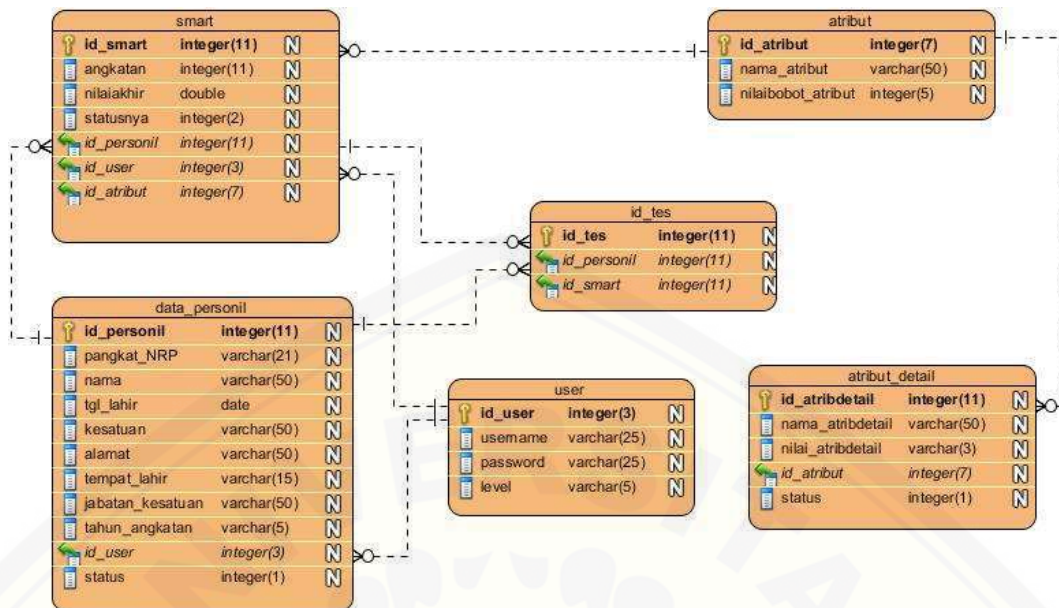 smart
id_smart integer(11) N
angkatan integer(11) N
nilaiakhir double N
statusnya integer(2) N
id_personil integer(11) N
id_user integer(3) N
id_atribut integer(7) N
atribut
id_atribut integer(7) N
nama_atribut varchar(50) N
nilaibobot_atribut integer(5) N
id_tes
id_tes integer(11) N
id_personil integer(11) N
id_smart integer(11) N
data_personil
id_personil integer(11) N
pangkat_NRP varchar(21) N
nama varchar(50) N
tgl_lahir date N
kesatuan varchar(50) N
alamat varchar(50) N
tempat_lahir varchar(15) N
jabatan_kesatuan varchar(50) N
tahun_angkatan varchar(5) N
id_user integer(3) N
status integer(1) N
user
id_user integer(3) N
username varchar(25) N
password varchar(25) N
level varchar(5) N
atribut_detail
id_atribdetail integer(11) N
nama_atribdetail varchar(50) N
nilai_atribdetail varchar(3) N
id_atribut integer(7) N
status integer(1) N